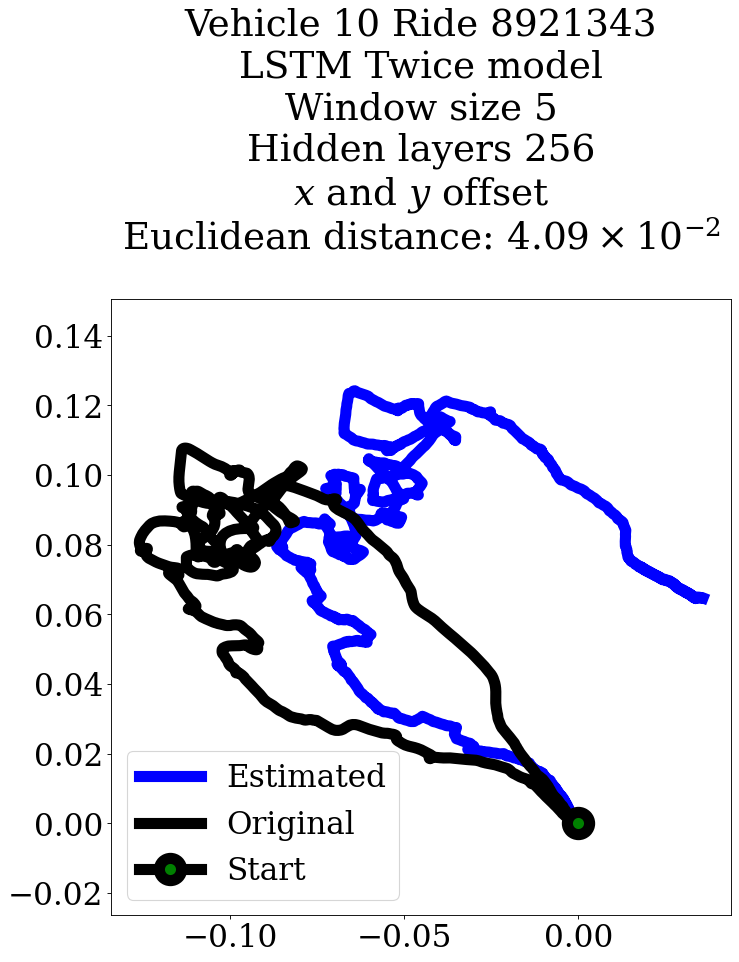 Vehicle 10 Ride 8921343
LSTM Twice model
Window size 5
Hidden layers 256
x and y offset
Euclidean distance: 4.09 × 10⁻²
0.14
0.12
0.10
0.08
0.06
0.04
0.02
0.00
−0.02
Estimated
Original
Start
−0.10
−0.05
0.00